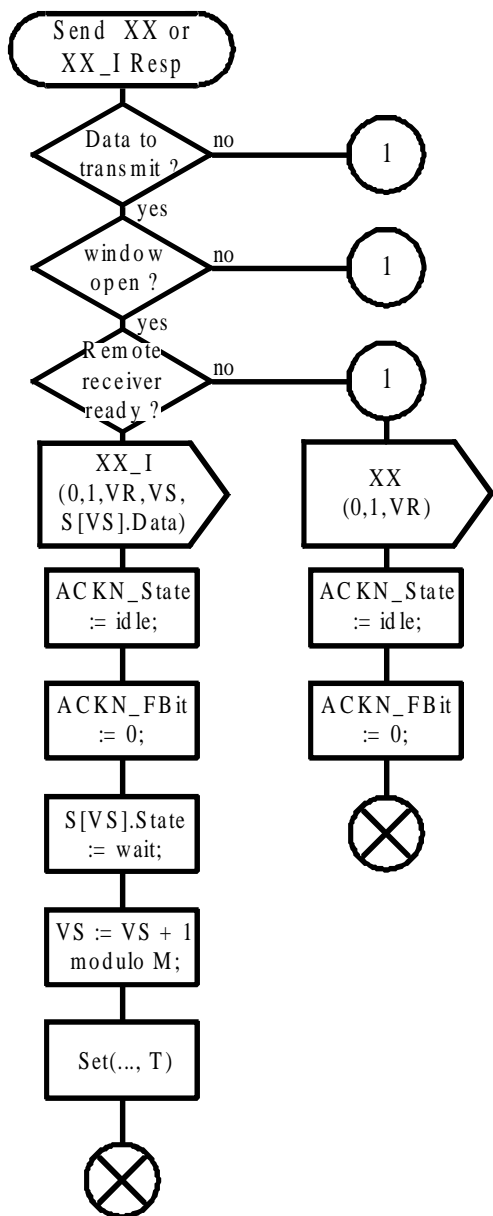 Send XX or
XX_I Resp
Data to
transmit ?
no
1
yes
window
open ?
no
1
yes
Remote
receiver
ready ?
no
1
XX_I
(0,1,VR,VS,
S[VS].Data)
XX
(0,1,VR)
ACKN_State
:= idle;
ACKN_State
:= idle;
ACKN_FBit
:= 0;
ACKN_FBit
:= 0;
S[VS].State
:= wait;
VS := VS + 1
modulo M;
Set(..., T)